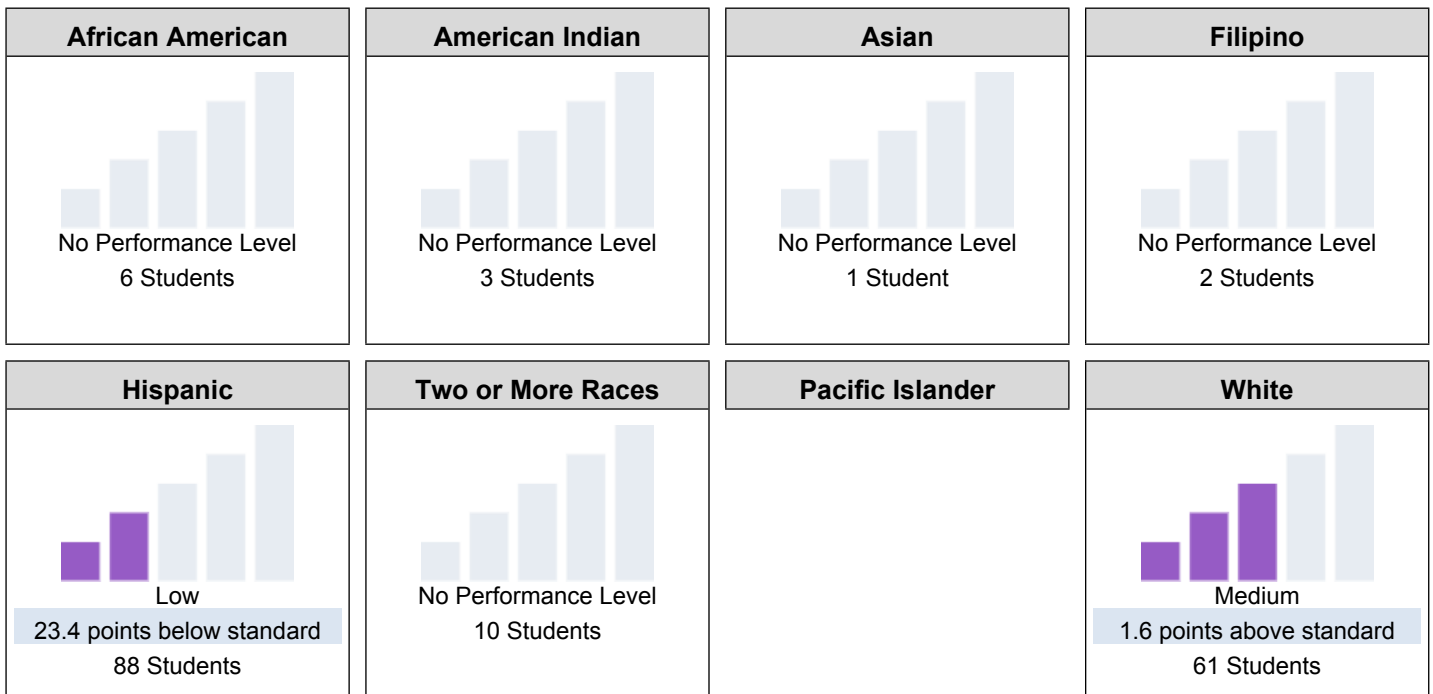 African American
No Performance Level
6 Students
American Indian
No Performance Level
3 Students
Asian
No Performance Level
1 Student
Filipino
No Performance Level
2 Students
Hispanic
Low
23.4 points below standard
88 Students
Two or More Races
No Performance Level
10 Students
Pacific Islander
White
Medium
1.6 points above standard
61 Students